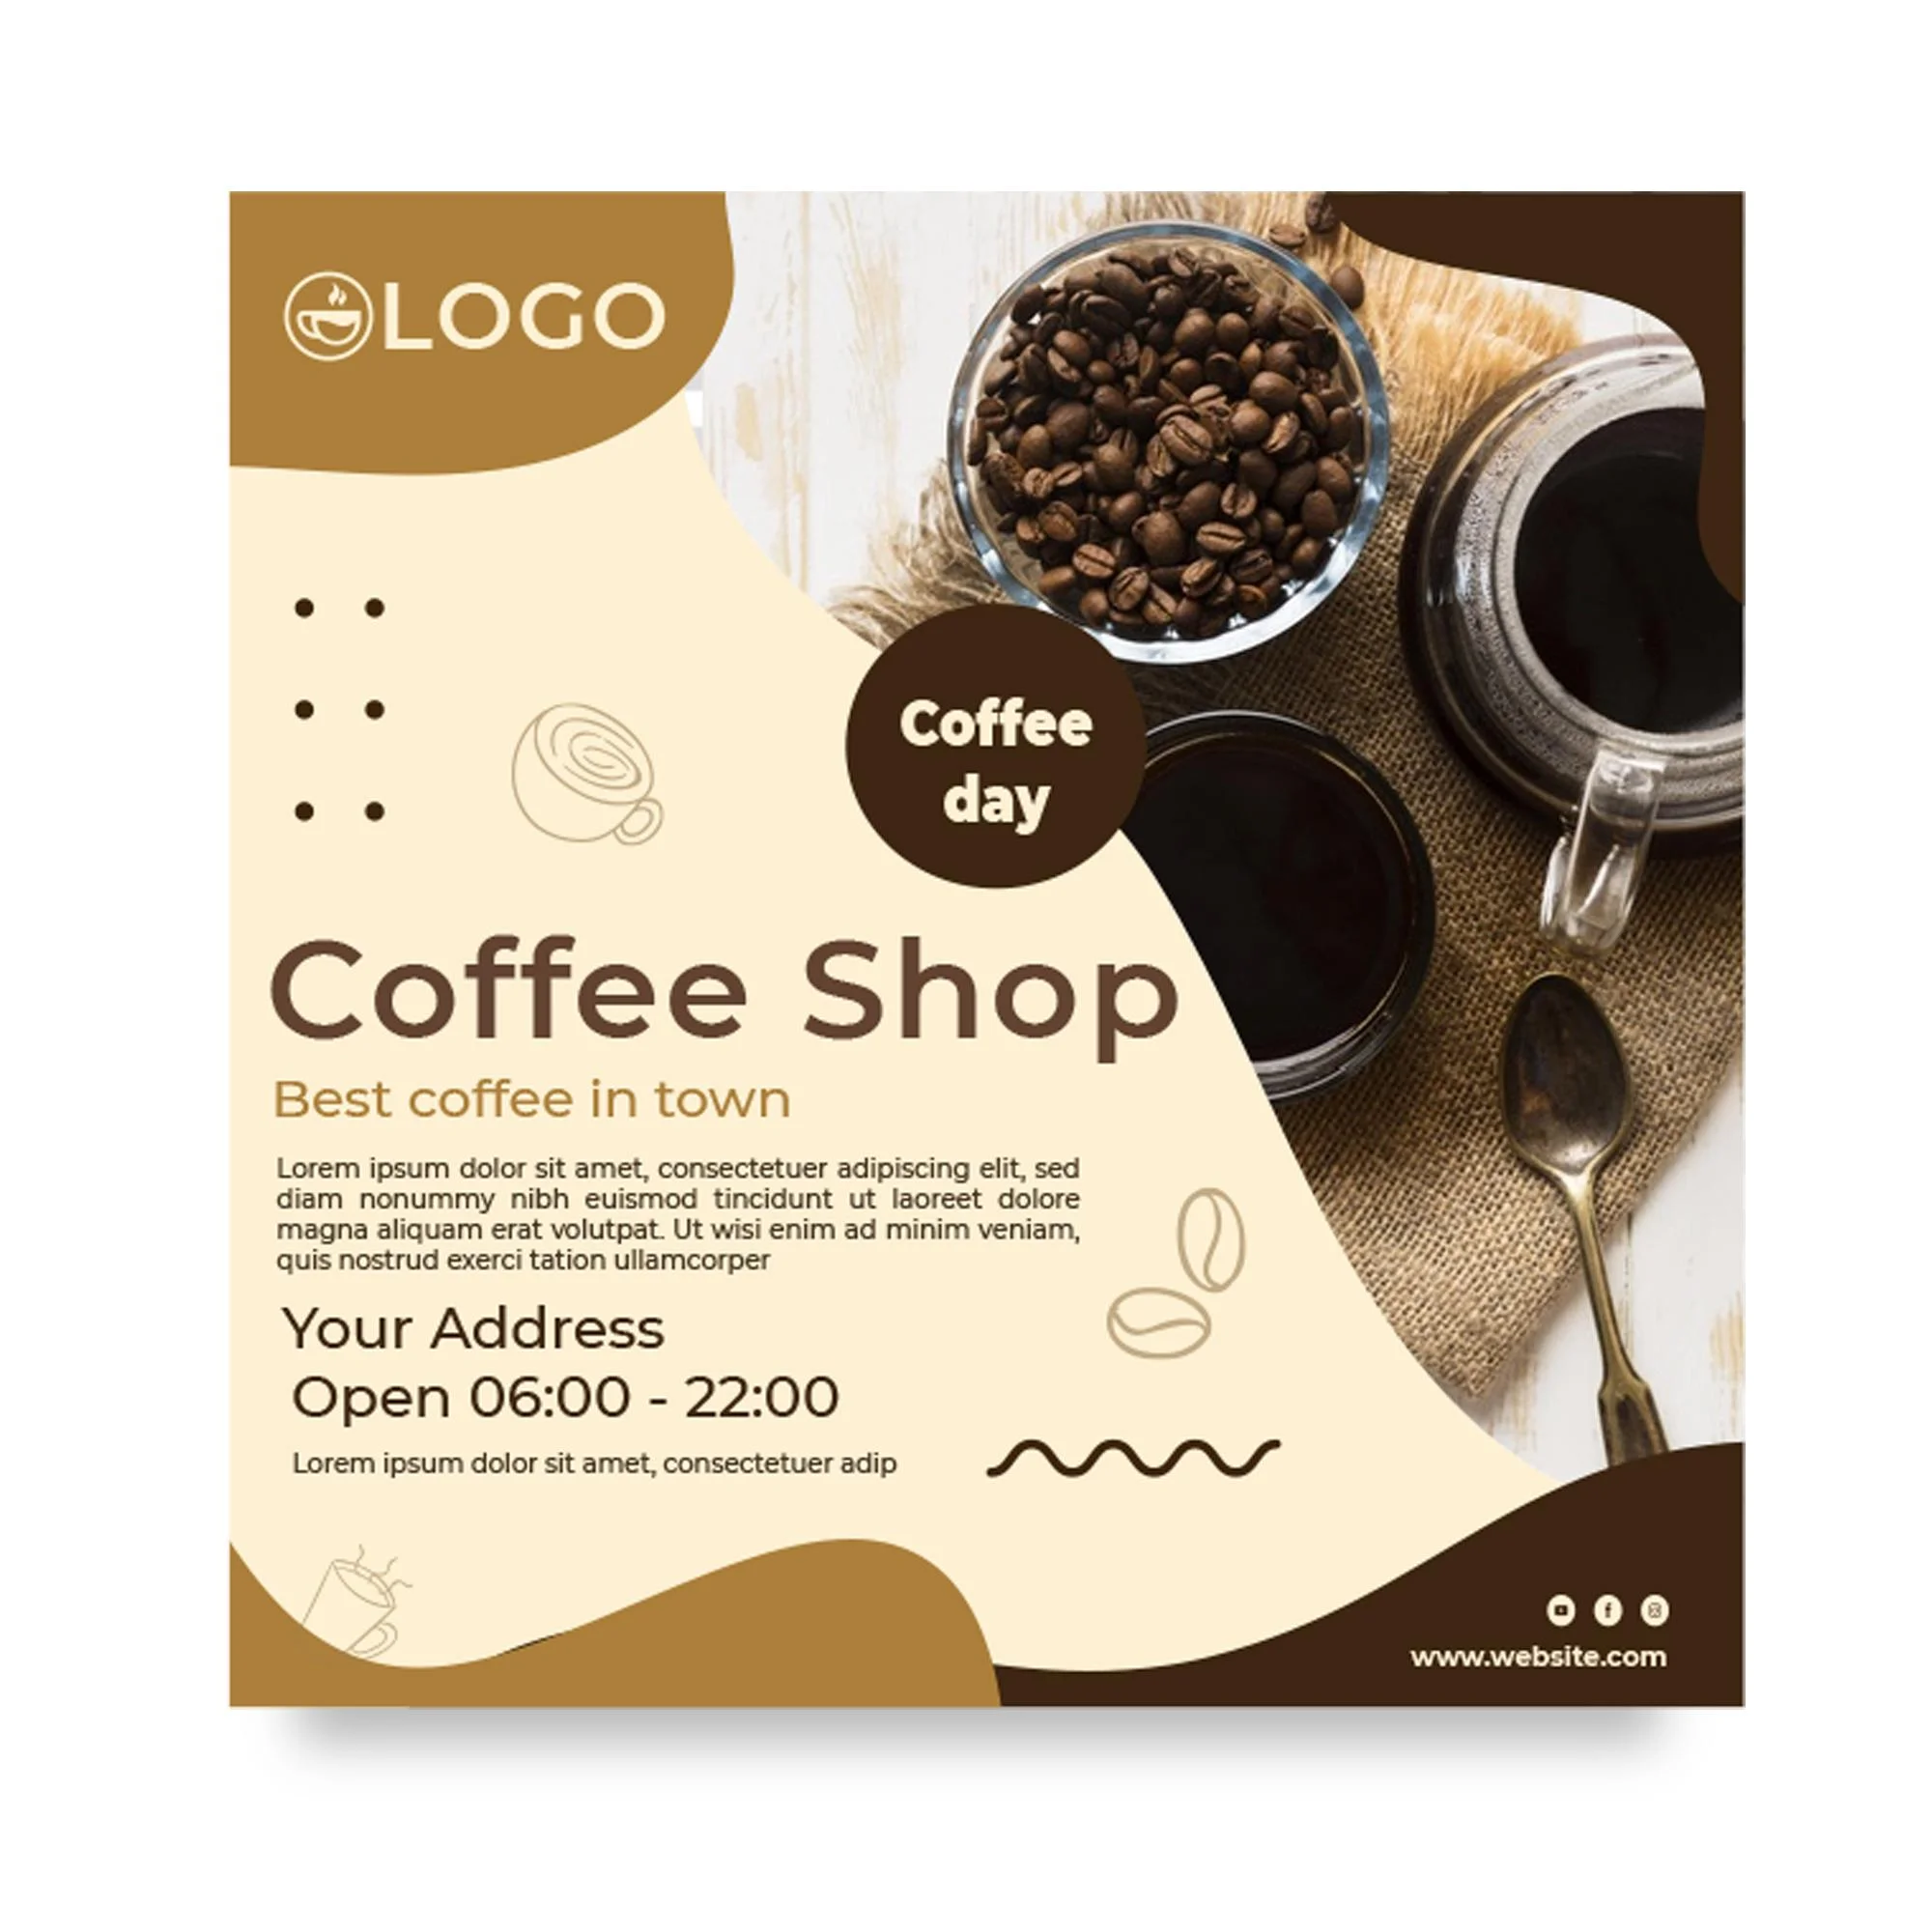 LOGO
Coffee
day
Coffee Shop
Best coffee in town
Lorem ipsum dolor sit amet, consectetuer adipiscing elit, sed
diam nonummy nibh euismod tincidunt ut laoreet dolore
magna aliquam erat volutpat. Ut wisi enim ad minim veniam,
quis nostrud exerci tation ullamcorper
Your Address
Open 06:00 - 22:00
Lorem ipsum dolor sit amet, consectetuer adip
www.website.com